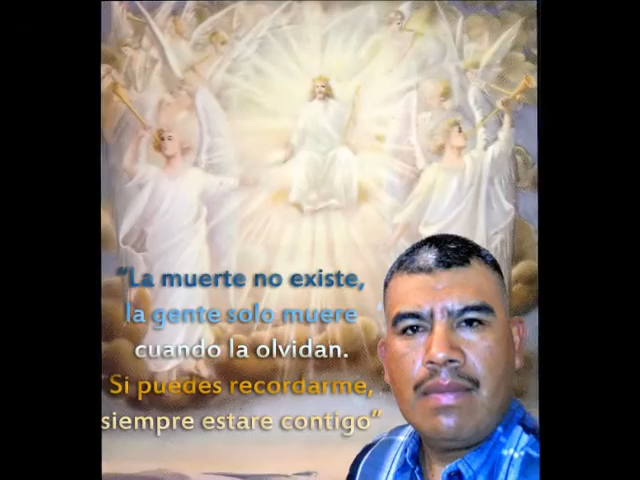 “La muerte no existe,
la gente solo muere
cuando la olvidan.
Si puedes recordarme,
siempre estare contigo”